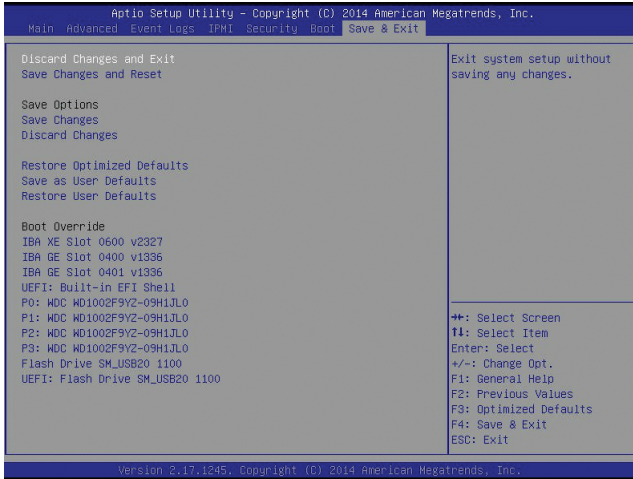 Aptio Setup Utility - Copyright (C) 2014 American Megatrends, Inc.
Main Advanced Event Logs IPMI Security Boot Save & Exit
Discard Changes and Exit
Save Changes and Reset
Save Options
Save Changes
Discard Changes
Restore Optimized Defaults
Save as User Defaults
Restore User Defaults
Boot Override
IBA XE Slot 0600 v2327
IBA GE Slot 0400 v1336
IBA GE Slot 0401 v1336
UEFI: Built-in EFI Shell
P0: WDC WD1002F9YZ-09H1JL0
P1: WDC WD1002F9YZ-09H1JL0
P2: WDC WD1002F9YZ-09H1JL0
P3: WDC WD1002F9YZ-09H1JL0
Flash Drive SM_USB20 1100
UEFI: Flash Drive SM_USB20 1100
Exit system setup without
saving any changes.
→←: Select Screen
↑↓: Select Item
Enter: Select
+/-: Change Opt.
F1: General Help
F2: Previous Values
F3: Optimized Defaults
F4: Save & Exit
ESC: Exit
Version 2.17.1245. Copyright (C) 2014 American Megatrends, Inc.